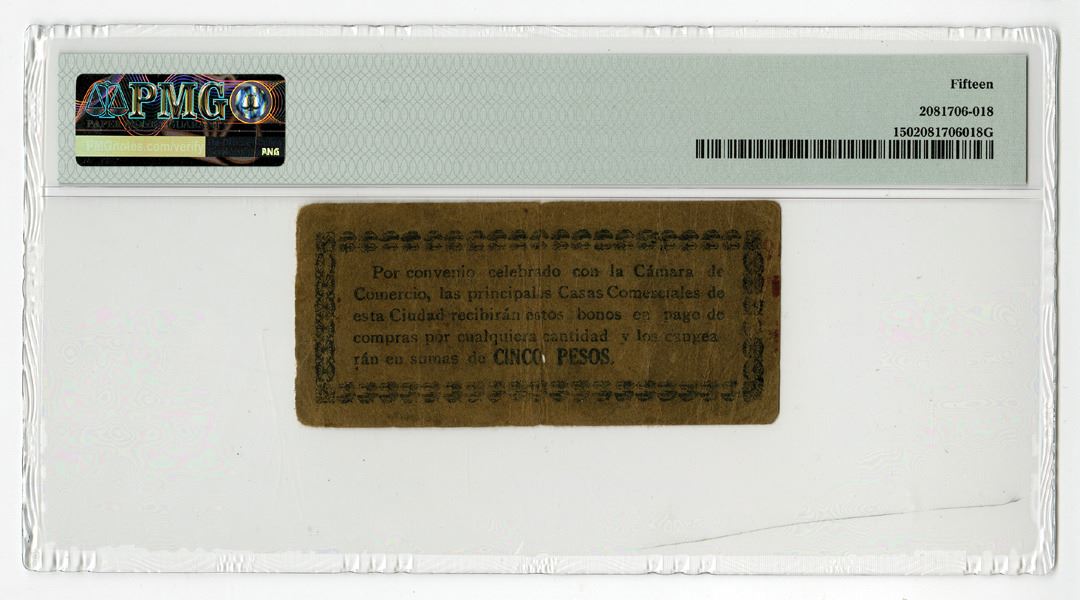 PMG
PMGnotes.com/verify
PNG
Fifteen
2081706-018
1502081706018G
Por convenio celebrado con la Cámara de
Comercio, las principales Casas Comerciales de
esta Ciudad recibirán estos bonos en pago de
compras por cualquiera cantidad y los cangea
rán en sumas de CINCO PESOS.